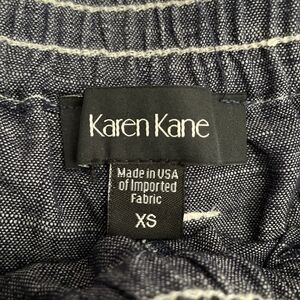 Karen Kane
Made in USA
of Imported
Fabric
XS